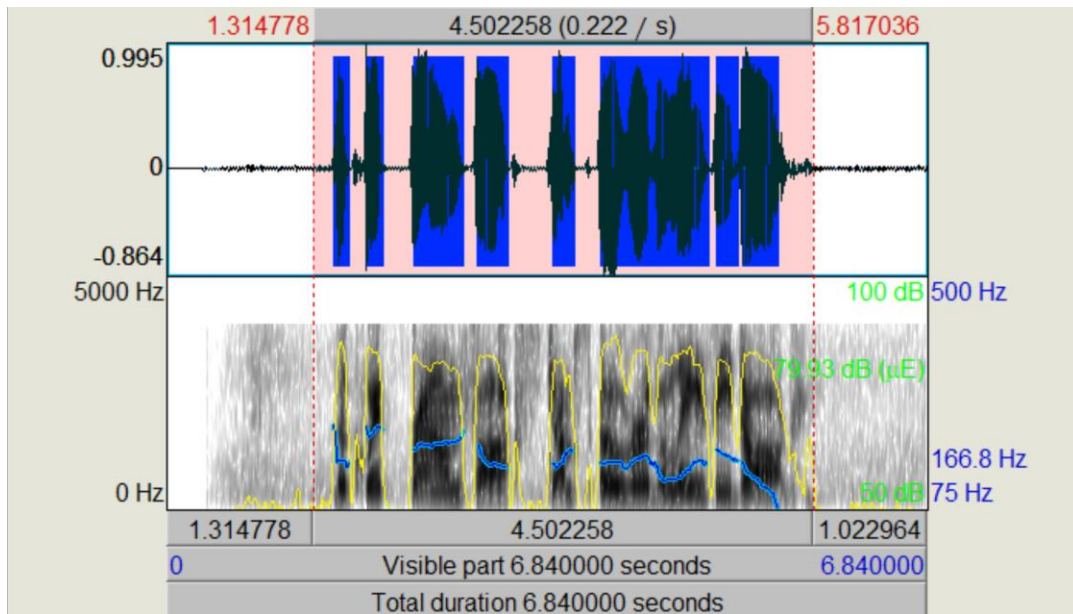 1.314778 4.502258 (0.222 / s) 5.817036
0.995
0
-0.864
5000 Hz 100 dB 500 Hz
79.93 dB (µE)
166.8 Hz
0 Hz 50 dB 75 Hz
1.314778 4.502258 1.022964
0 Visible part 6.840000 seconds 6.840000
Total duration 6.840000 seconds